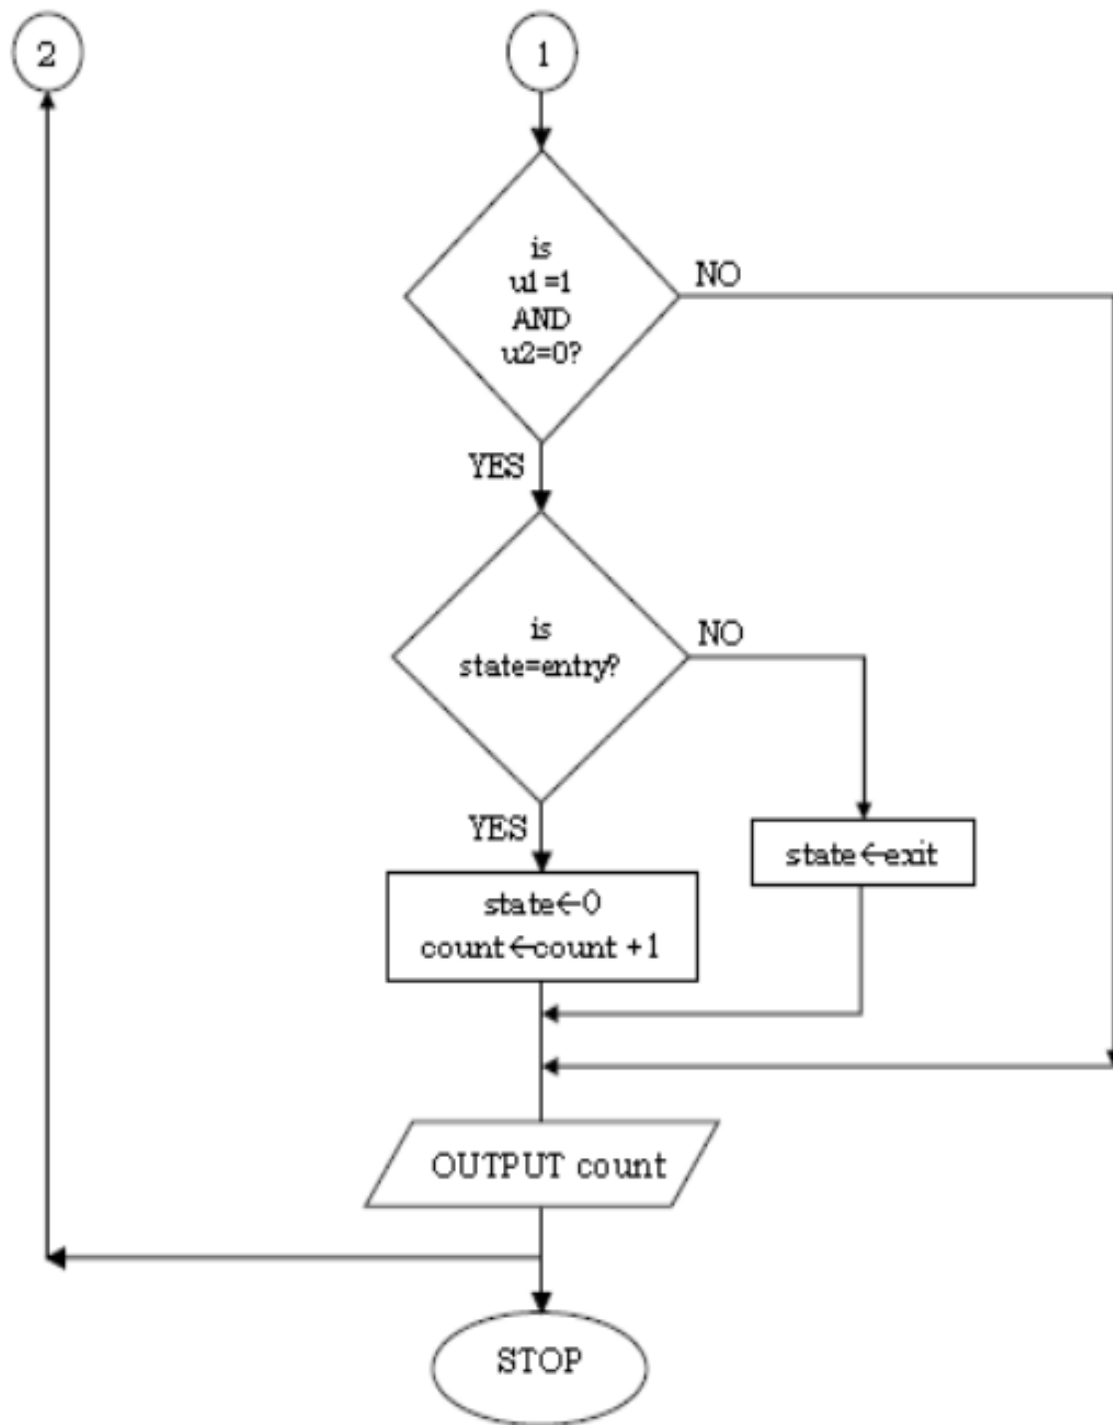 2
1
is
u1 =1
AND
u2=0?
NO
YES
is
state=entry?
NO
YES
state←exit
state←0
count←count +1
OUTPUT count
STOP